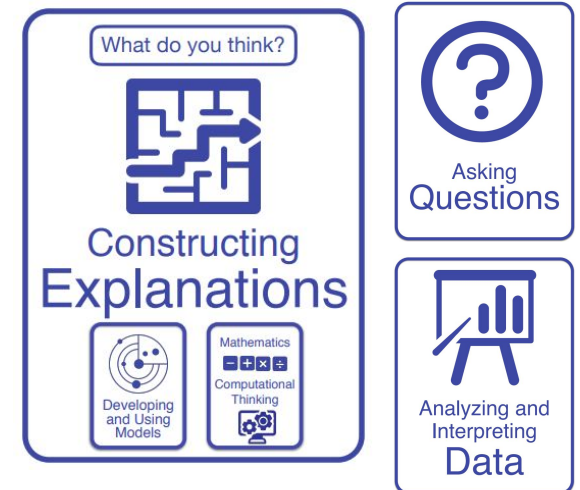 What do you think?
Constructing
Explanations
Developing
and Using
Models
Mathematics
− + × ÷
Computational
Thinking
?
Asking
Questions
Analyzing and
Interpreting
Data